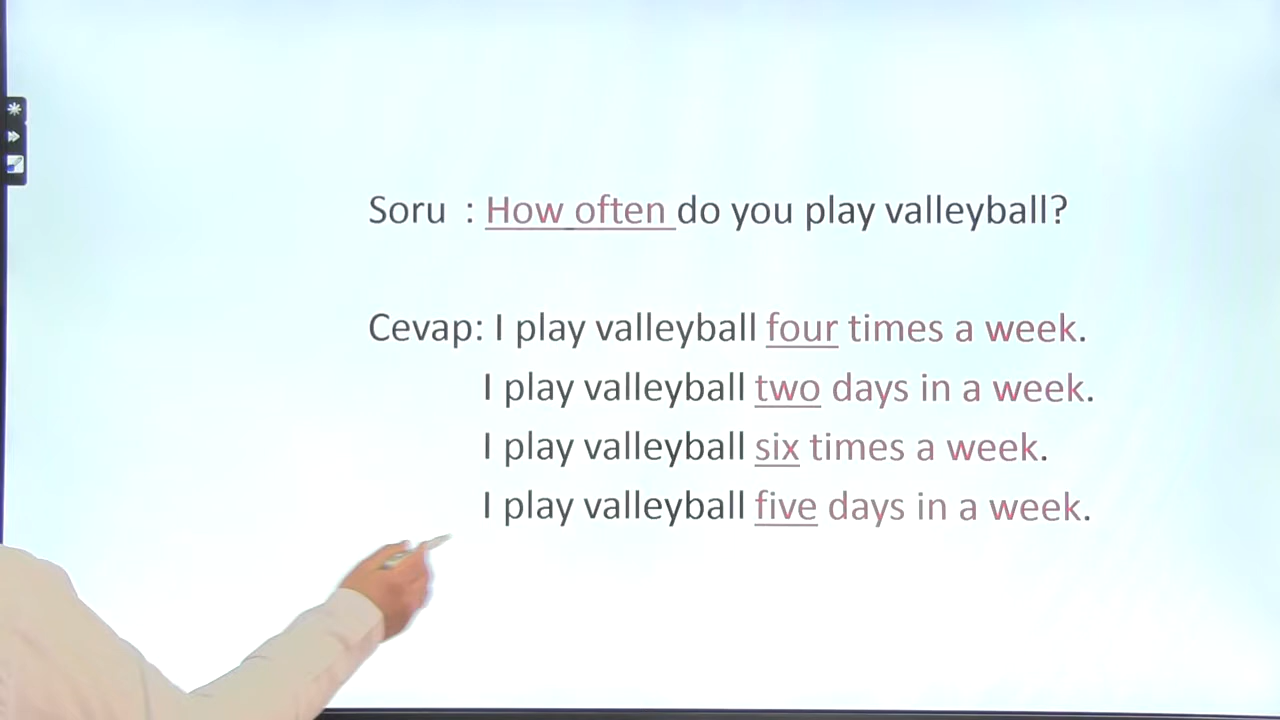 Soru : How often do you play valleyball?
Cevap: I play valleyball four times a week.
I play valleyball two days in a week.
I play valleyball six times a week.
I play valleyball five days in a week.